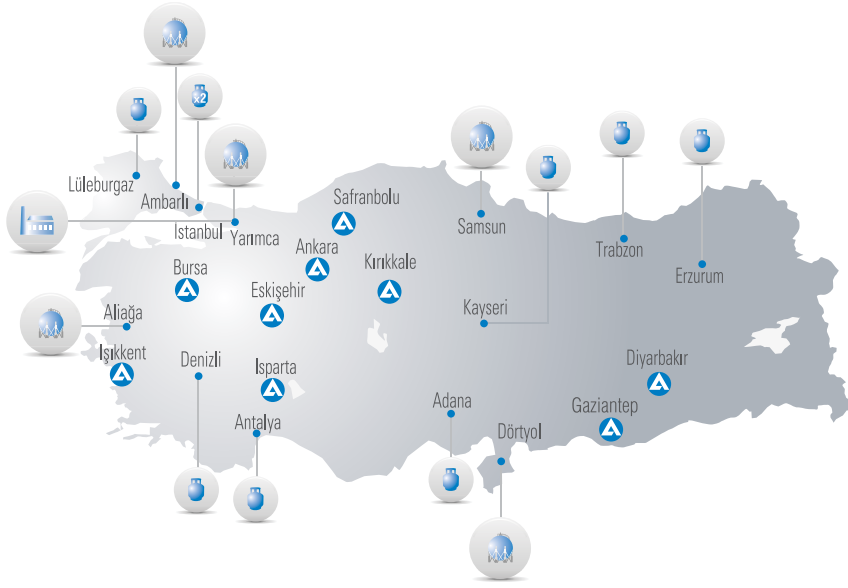 x2
Lüleburgaz
Ambarlı
Safranbolu
İstanbul
Yarımca
Samsun
Trabzon
Ankara
Kırıkkale
Bursa
Erzurum
Eskişehir
Aliağa
Kayseri
Işıkkent
Denizli
Isparta
Diyarbakır
Adana
Gaziantep
Antalya
Dörtyol